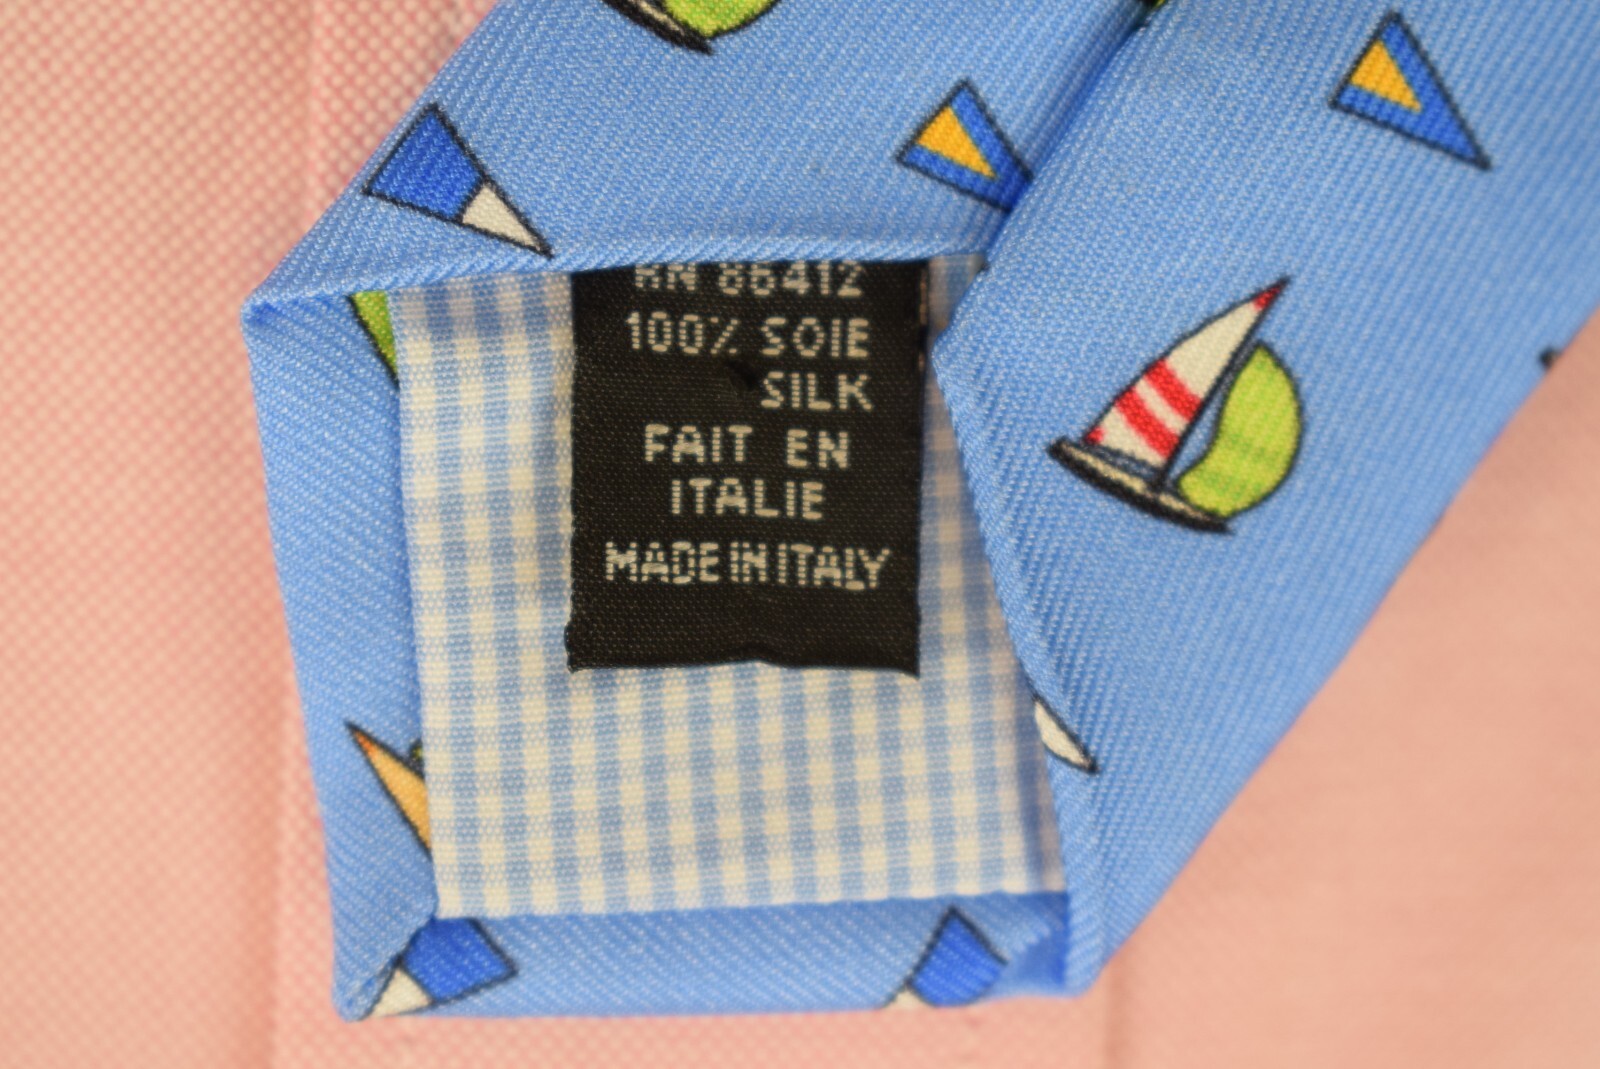 RN 86412
100% SOIE
SILK
FAIT EN
ITALIE
MADE IN ITALY